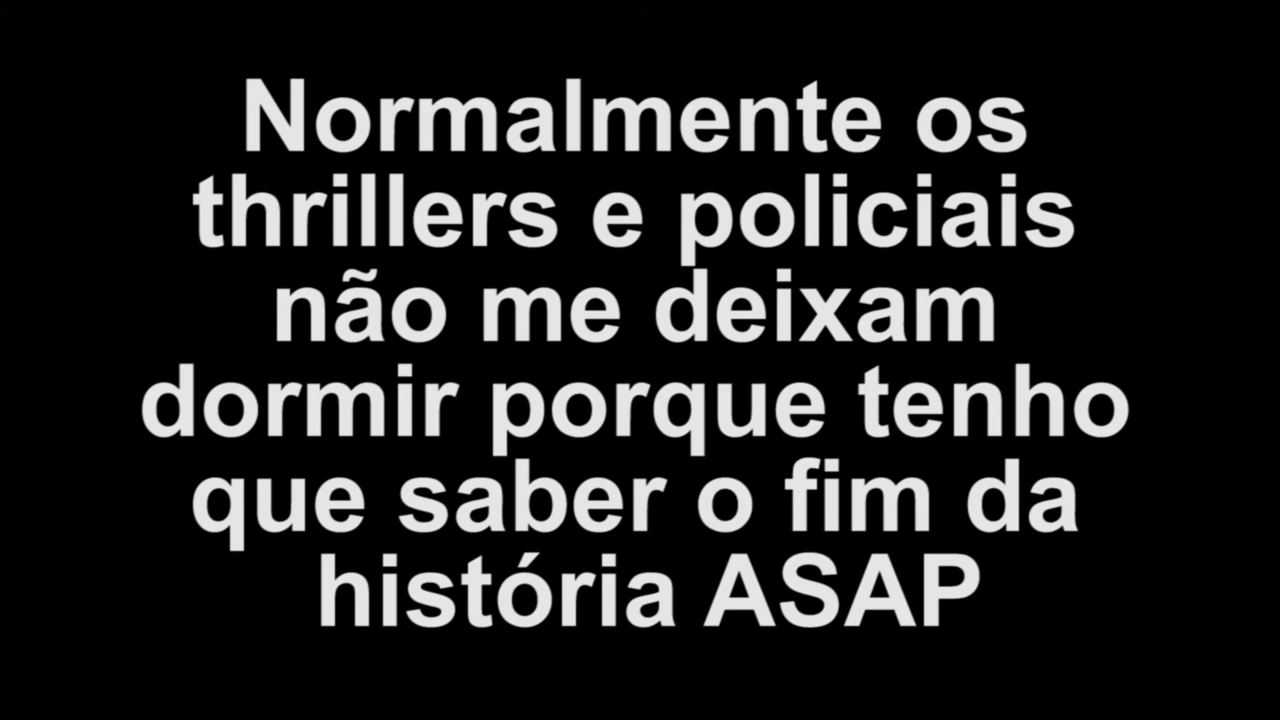 Normalmente os
thrillers e policiais
não me deixam
dormir porque tenho
que saber o fim da
história ASAP